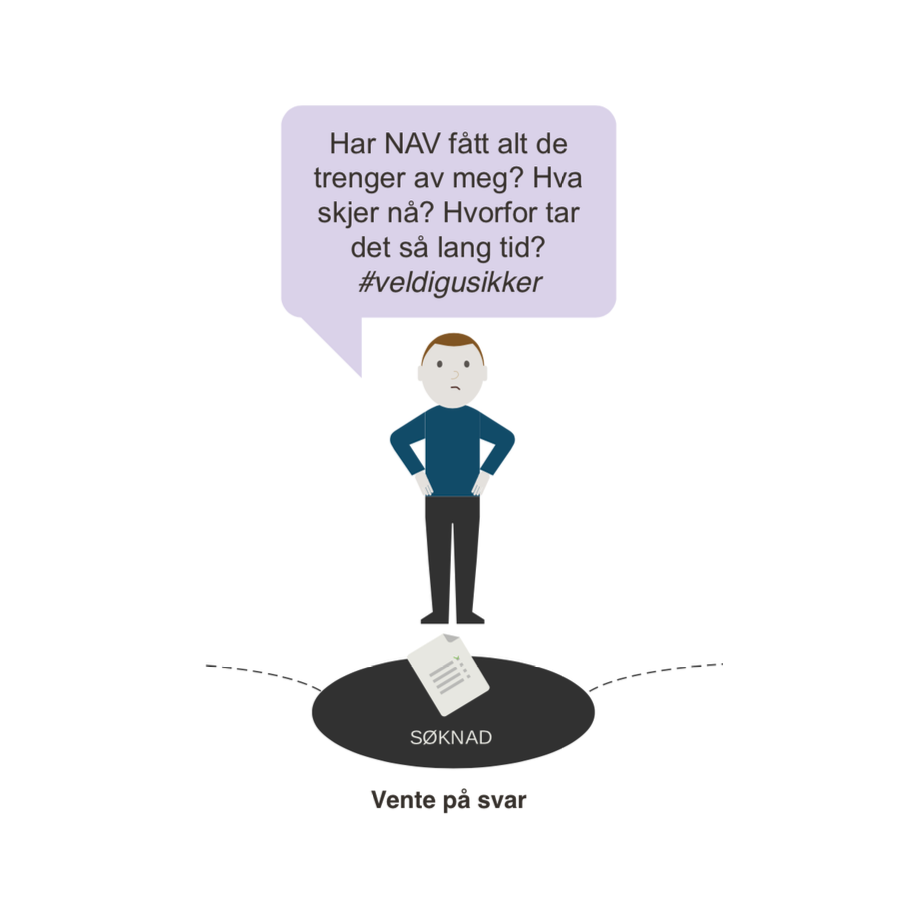 Har NAV fått alt de
trenger av meg? Hva
skjer nå? Hvorfor tar
det så lang tid?
#veldigusikker
SØKNAD
Vente på svar